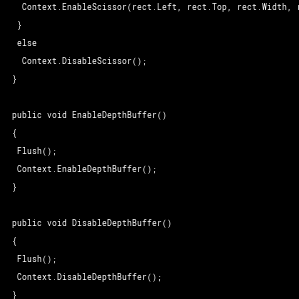 Context.EnableScissor(rect.Left, rect.Top, rect.Width,
}
else
Context.DisableScissor();
}
public void EnableDepthBuffer()
{
Flush();
Context.EnableDepthBuffer();
}
public void DisableDepthBuffer()
{
Flush();
Context.DisableDepthBuffer();
}